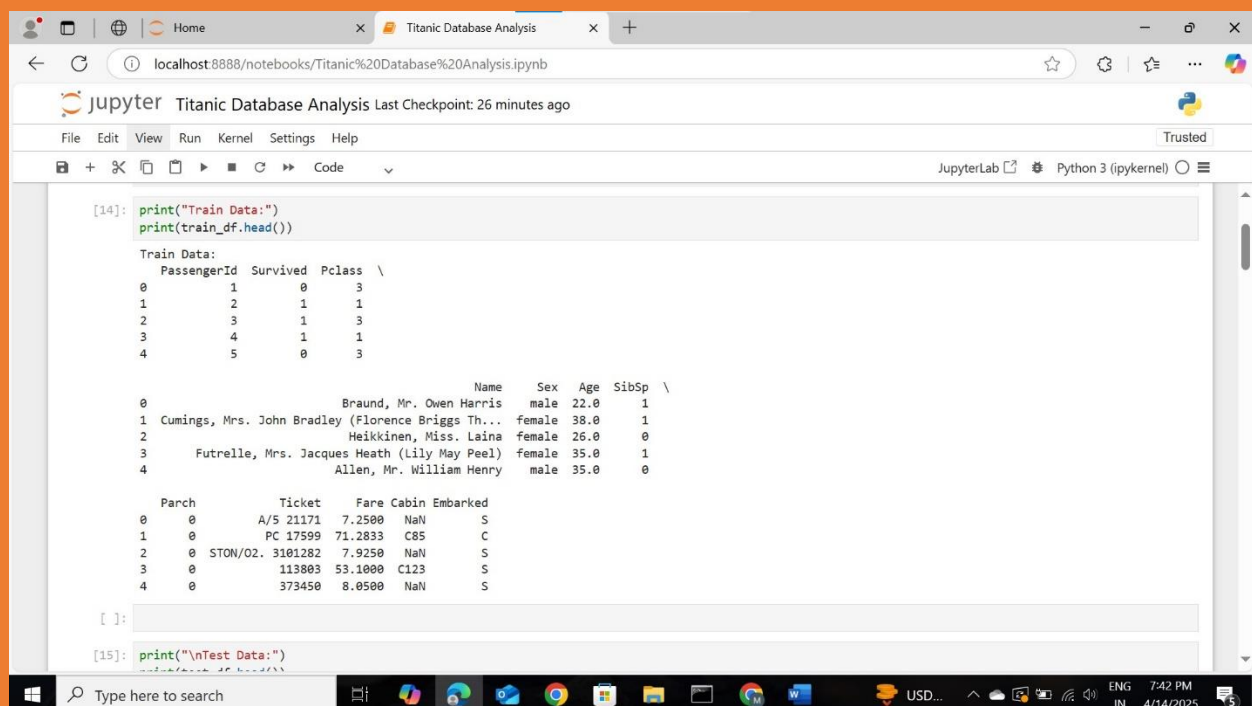 Home
Titanic Database Analysis
localhost:8888/notebooks/Titanic%20Database%20Analysis.ipynb
jupyter Titanic Database Analysis Last Checkpoint: 26 minutes ago
File Edit View Run Kernel Settings Help Trusted
Code JupyterLab Python 3 (ipykernel)
[14]: print("Train Data:")
print(train_df.head())
Train Data:
PassengerId Survived Pclass \
0 1 0 3
1 2 1 1
2 3 1 3
3 4 1 1
4 5 0 3
Name Sex Age SibSp \
0 Braund, Mr. Owen Harris male 22.0 1
1 Cumings, Mrs. John Bradley (Florence Briggs Th... female 38.0 1
2 Heikkinen, Miss. Laina female 26.0 0
3 Futrelle, Mrs. Jacques Heath (Lily May Peel) female 35.0 1
4 Allen, Mr. William Henry male 35.0 0
Parch Ticket Fare Cabin Embarked
0 0 A/5 21171 7.2500 NaN S
1 0 PC 17599 71.2833 C85 C
2 0 STON/O2. 3101282 7.9250 NaN S
3 0 113803 53.1000 C123 S
4 0 373450 8.0500 NaN S
[ ]:
[15]: print("\nTest Data:")
print(test_df.head())
Type here to search
USD...
ENG
IN
7:42 PM
4/14/2025
5